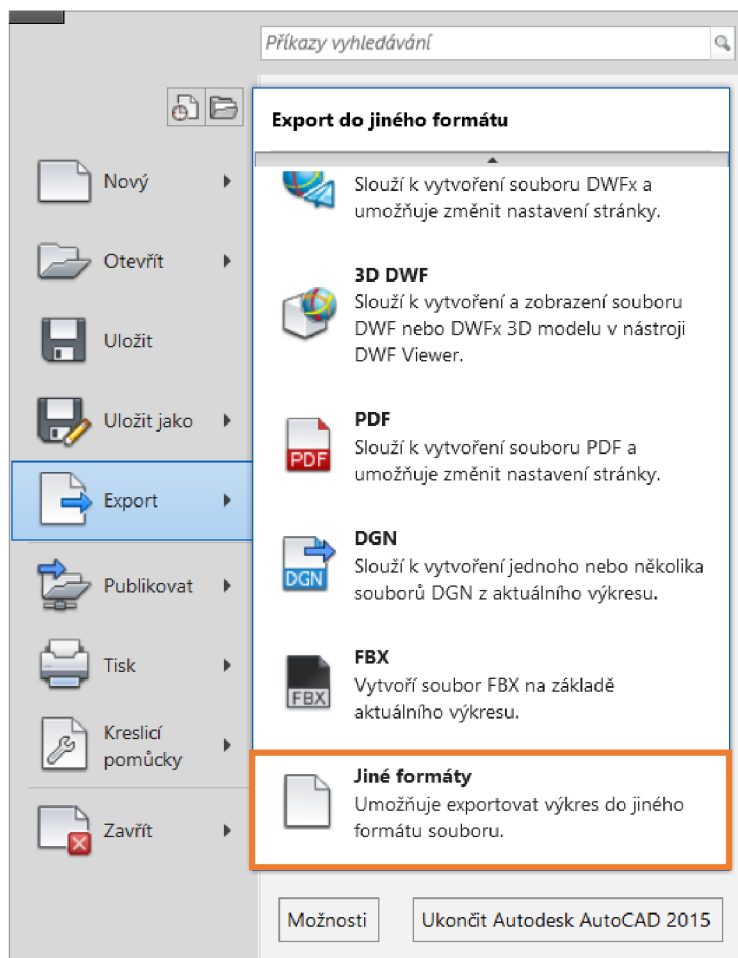 Příkazy vyhledávání
Export do jiného formátu
Nový
Otevřít
Uložit
Uložit jako
Export
Publikovat
Tisk
Kreslicí
pomůcky
Zavřít
Slouží k vytvoření souboru DWFx a
umožňuje změnit nastavení stránky.
3D DWF
Slouží k vytvoření a zobrazení souboru
DWF nebo DWFx 3D modelu v nástroji
DWF Viewer.
PDF
PDF
Slouží k vytvoření souboru PDF a
umožňuje změnit nastavení stránky.
DGN
DGN
Slouží k vytvoření jednoho nebo několika
souborů DGN z aktuálního výkresu.
FBX
FBX
Vytvoří soubor FBX na základě
aktuálního výkresu.
Jiné formáty
Umožňuje exportovat výkres do jiného
formátu souboru.
Možnosti
Ukončit Autodesk AutoCAD 2015